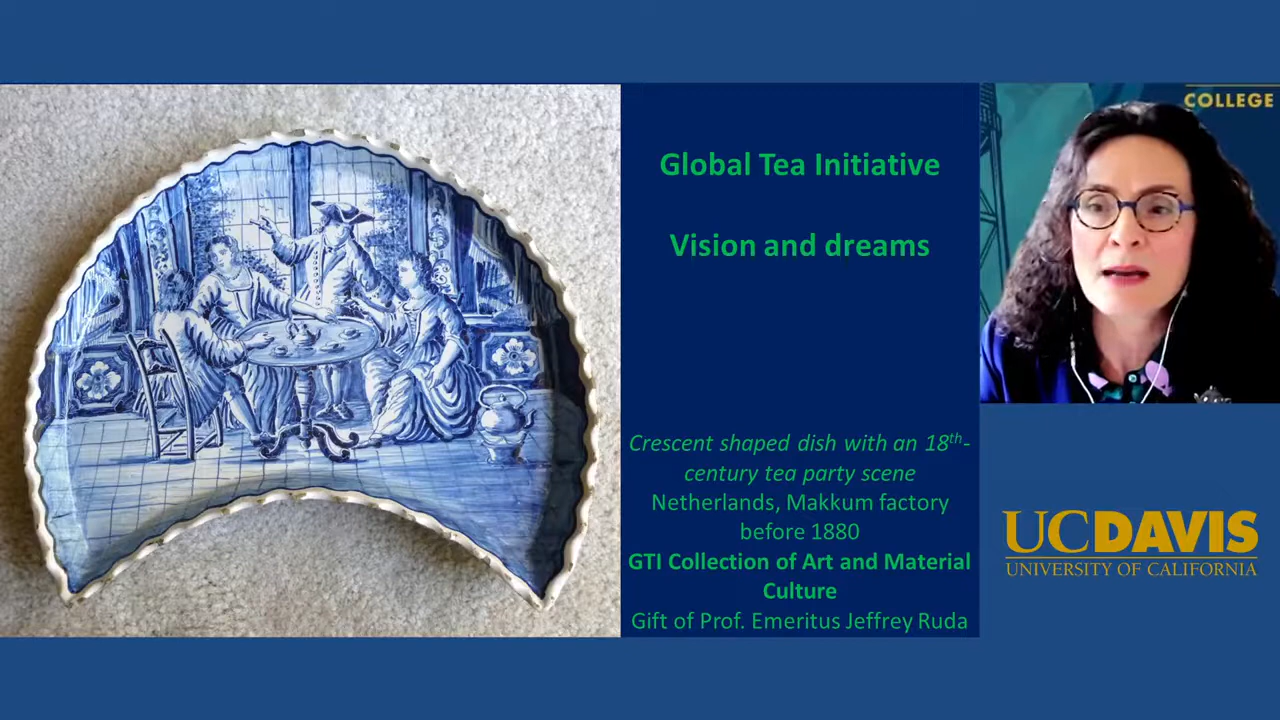 Global Tea Initiative
Vision and dreams
Crescent shaped dish with an 18th-
century tea party scene
Netherlands, Makkum factory
before 1880
GTI Collection of Art and Material
Culture
Gift of Prof. Emeritus Jeffrey Ruda
COLLEGE
UCDAVIS
UNIVERSITY OF CALIFORNIA